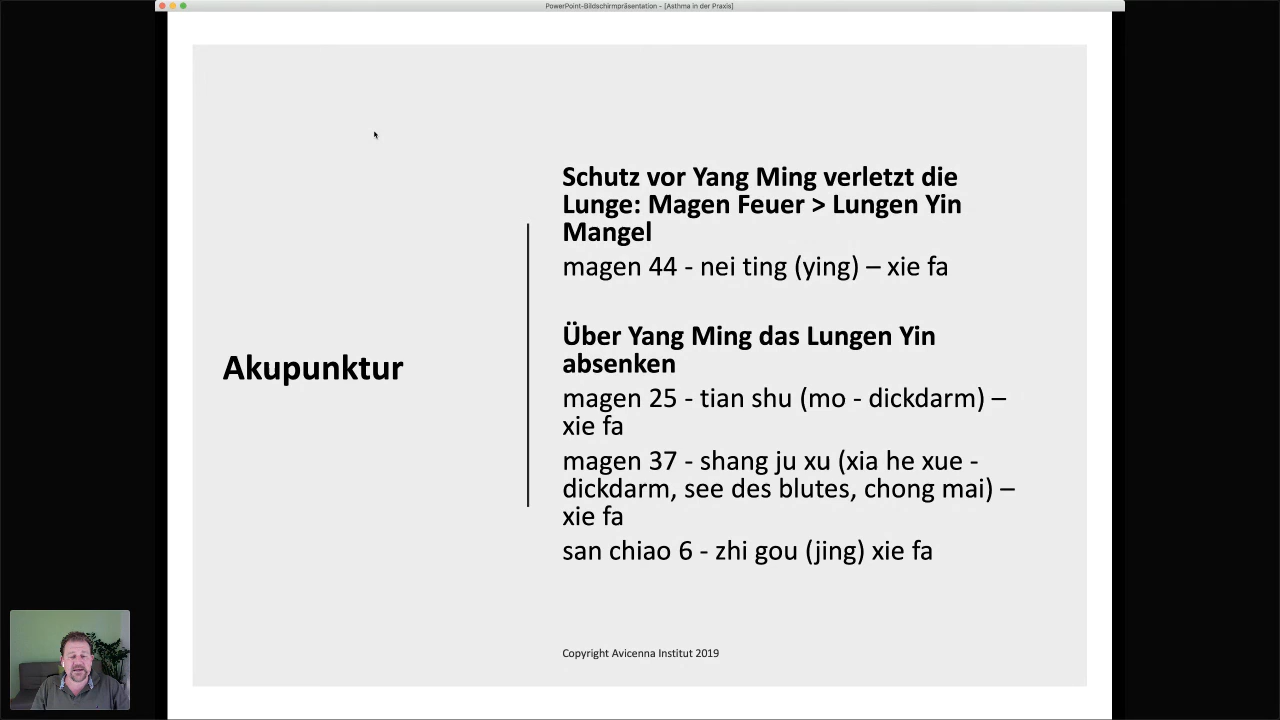 PowerPoint-Bildschirmpräsentation - [Asthma in der Praxis]
Akupunktur
Schutz vor Yang Ming verletzt die
Lunge: Magen Feuer > Lungen Yin
Mangel
magen 44 - nei ting (ying) – xie fa
Über Yang Ming das Lungen Yin
absenken
magen 25 - tian shu (mo - dickdarm) –
xie fa
magen 37 - shang ju xu (xia he xue -
dickdarm, see des blutes, chong mai) –
xie fa
san chiao 6 - zhi gou (jing) xie fa
Copyright Avicenna Institut 2019